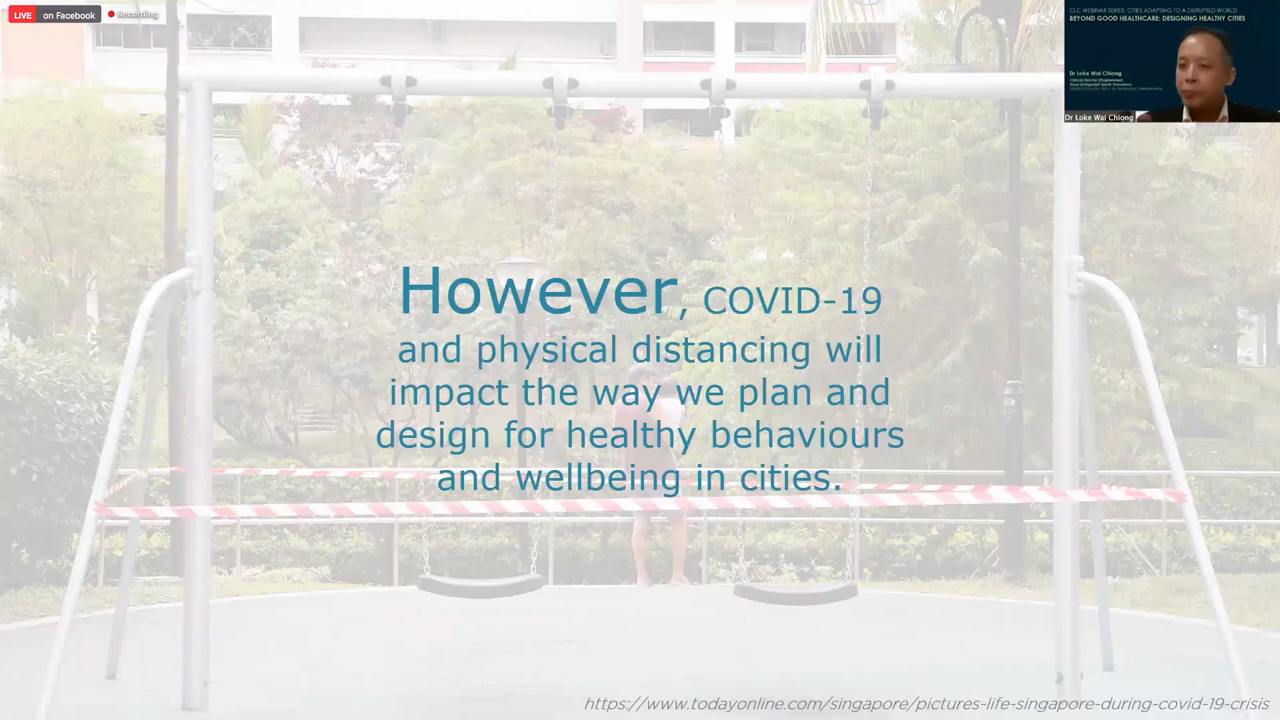 LIVE on Facebook
Recording
CLC WEBINAR SERIES: CITIES ADAPTING TO A DISRUPTED WORLD
BEYOND GOOD HEALTHCARE: DESIGNING HEALTHY CITIES
Dr Loke Wai Chiong
Dr Loke Wai Chiong
However, COVID-19
and physical distancing will
impact the way we plan and
design for healthy behaviours
and wellbeing in cities.
https://www.todayonline.com/singapore/pictures-life-singapore-during-covid-19-crisis